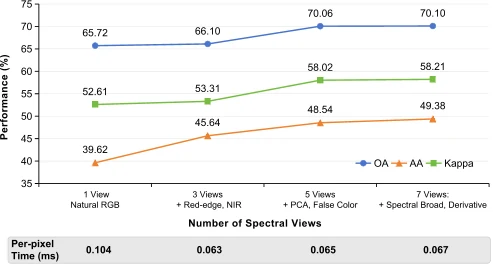 Performance (%)
75
70
65
60
55
50
45
40
35
65.72
66.10
70.06
70.10
52.61
53.31
58.02
58.21
39.62
45.64
48.54
49.38
OA AA Kappa
1 View
Natural RGB
3 Views
+ Red-edge, NIR
5 Views
+ PCA, False Color
7 Views:
+ Spectral Broad, Derivative
Number of Spectral Views
Per-pixel
Time (ms)
0.104 0.063 0.065 0.067